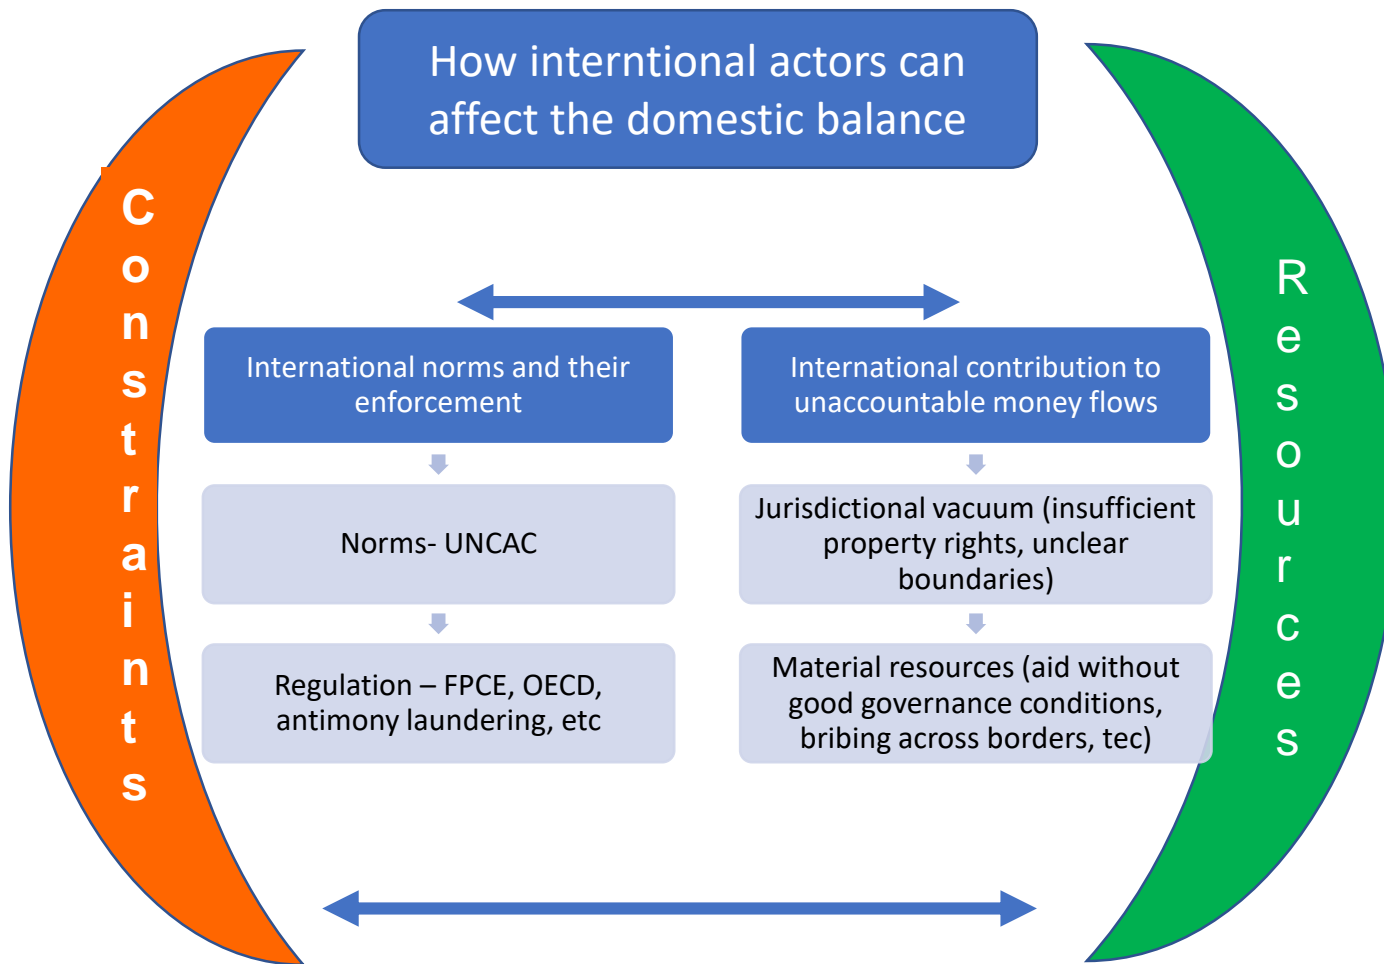 How interntional actors can
affect the domestic balance
Constraints
International norms and their
enforcement
Norms- UNCAC
Regulation – FPCE, OECD,
antimony laundering, etc
International contribution to
unaccountable money flows
Jurisdictional vacuum (insufficient
property rights, unclear
boundaries)
Material resources (aid without
good governance conditions,
bribing across borders, tec)
Resources